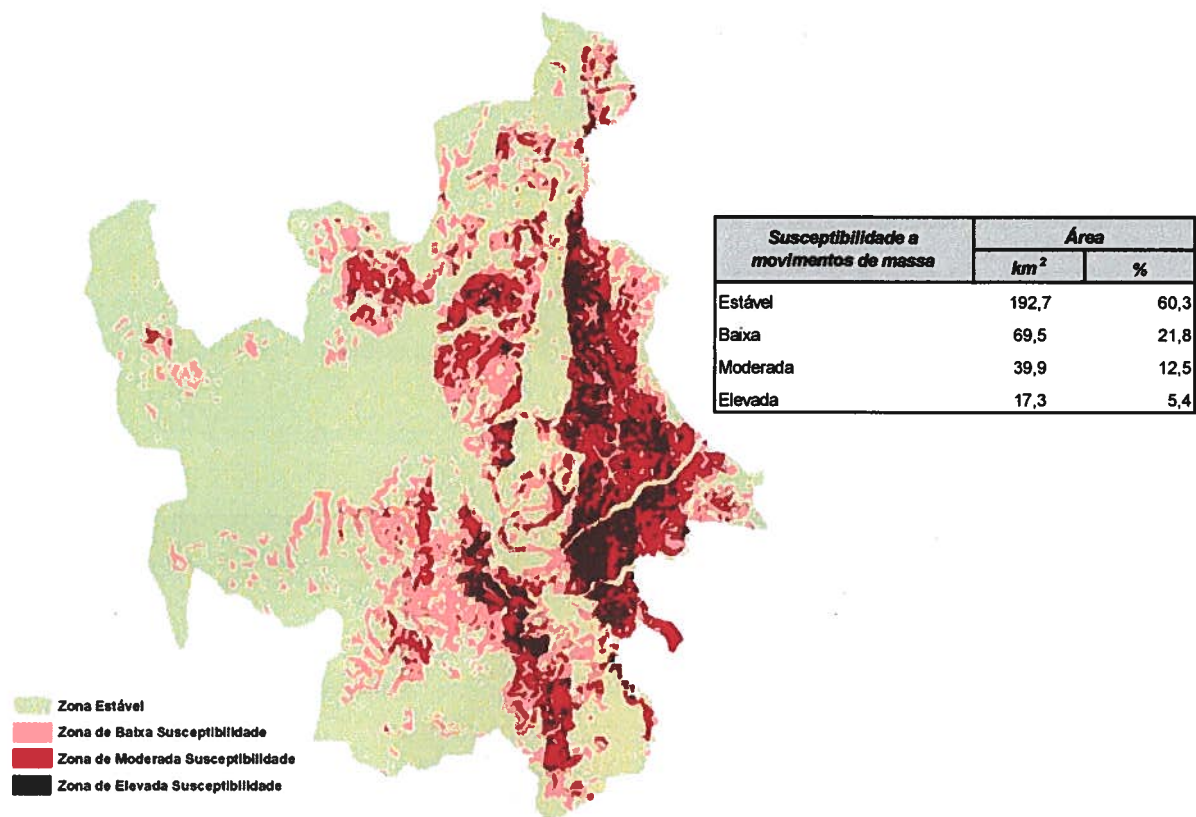 Susceptibilidade a movimentos de massa
Área
km² %
Estável 192,7 60,3
Baixa 69,5 21,8
Moderada 39,9 12,5
Elevada 17,3 5,4
Zona Estável
Zona de Baixa Susceptibilidade
Zona de Moderada Susceptibilidade
Zona de Elevada Susceptibilidade